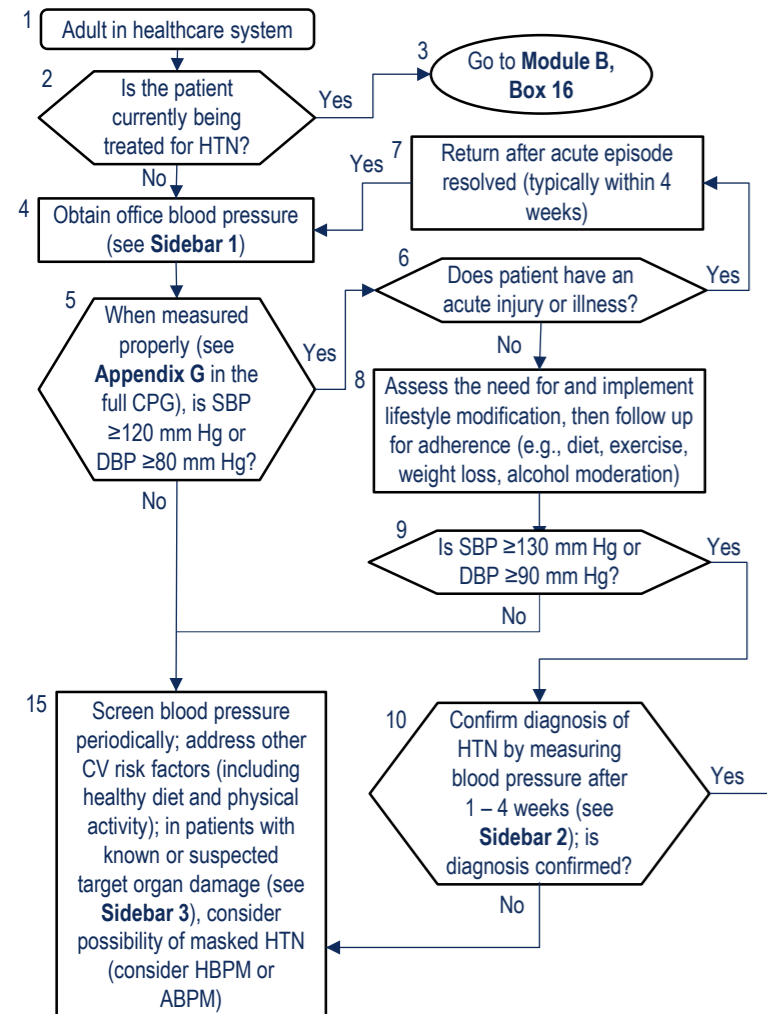 1
Adult in healthcare system
2
Is the patient
currently being
treated for HTN?
Yes
No
3
Go to Module B,
Box 16
4
Obtain office blood pressure
(see Sidebar 1)
5
When measured
properly (see
Appendix G in the
full CPG), is SBP
≥120 mm Hg or
DBP ≥80 mm Hg?
Yes
No
6
Does patient have an
acute injury or illness?
Yes
No
7
Return after acute episode
resolved (typically within 4
weeks)
Yes
8
Assess the need for and implement
lifestyle modification, then follow up
for adherence (e.g., diet, exercise,
weight loss, alcohol moderation)
9
Is SBP ≥130 mm Hg or
DBP ≥90 mm Hg?
Yes
No
10
Confirm diagnosis of
HTN by measuring
blood pressure after
1 – 4 weeks (see
Sidebar 2); is
diagnosis confirmed?
Yes
No
15
Screen blood pressure
periodically; address other
CV risk factors (including
healthy diet and physical
activity); in patients with
known or suspected
target organ damage (see
Sidebar 3), consider
possibility of masked HTN
(consider HBPM or
ABPM)